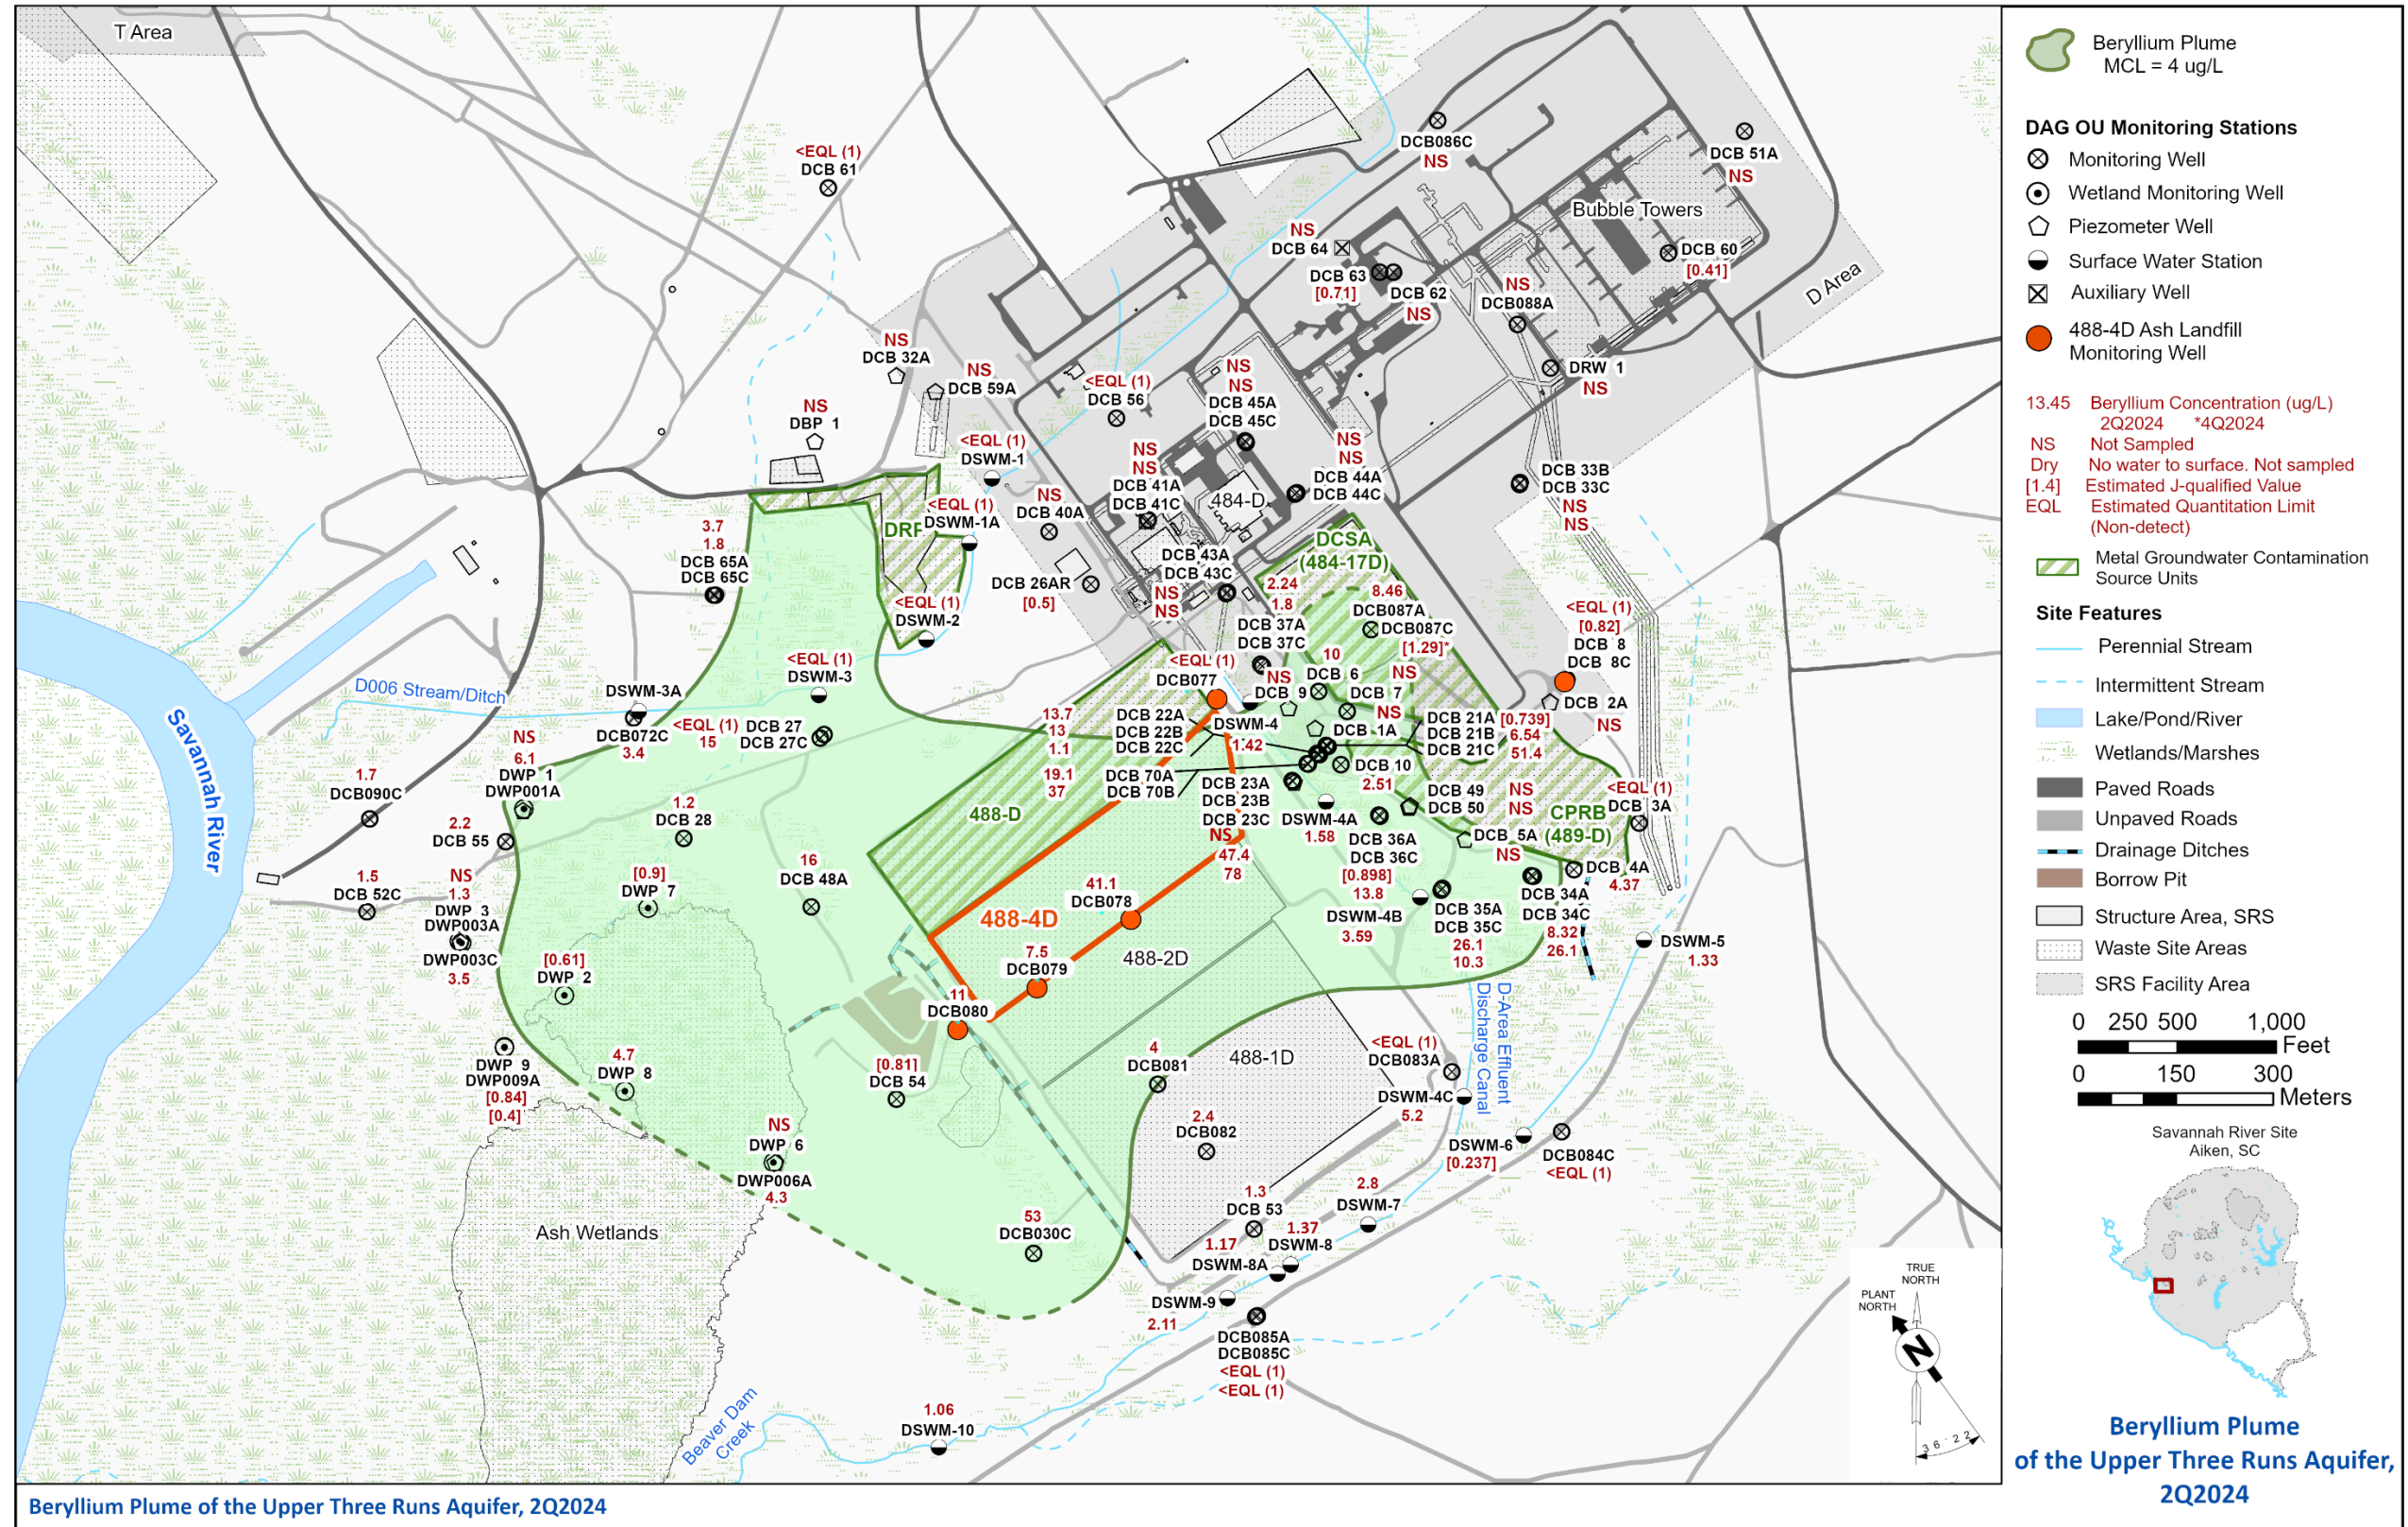 T Area
<EQL (1)
DCB 61
DCB086C
NS
DCB 51A
NS
Bubble Towers
NS
DCB 64
DCB 63
[0.71]
DCB 62
NS
DCB 60
[0.41]
D Area
NS
DCB088A
NS
DCB 32A
NS
DCB 59A
<EQL (1)
DCB 56
NS
NS
DCB 45A
DCB 45C
DRW 1
NS
NS
DBP 1
<EQL (1)
DSWM-1
NS
NS
DCB 41A
DCB 41C
484-D
NS
NS
DCB 44A
DCB 44C
DCB 33B
DCB 33C
NS
NS
3.7
1.8
DCB 65A
DCB 65C
DRP
<EQL (1)
DSWM-1A
NS
DCB 40A
DCB 26AR
[0.5]
DCB 43A
DCB 43C
NS
NS
DCSA
(484-17D)
2.24
1.8
DCB 37A
DCB 37C
8.46
DCB087A
DCB087C
[1.29]*
<EQL (1)
[0.82]
DCB 8
DCB 8C
<EQL (1)
DSWM-2
<EQL (1)
DSWM-3
DSWM-3A
DCB072C
3.4
D006 Stream/Ditch
Savannah River
<EQL (1)
15
DCB 27
DCB 27C
<EQL (1)
DCB077
NS
DCB 9
10
DCB 6
NS
DCB 7
NS
DCB 1A
DCB 2A
NS
13.7
13
1.1
DCB 22A
DCB 22B
DCB 22C
DSWM-4
1.42
DCB 21A
DCB 21B
DCB 21C
[0.739]
6.54
51.4
NS
6.1
DWP 1
DWP001A
1.7
DCB090C
19.1
37
DCB 70A
DCB 70B
DCB 23A
DCB 23B
DCB 23C
NS
47.4
78
DCB 10
2.51
DCB 49
DCB 50
NS
NS
<EQL (1)
DCB 3A
CPRB
(489-D)
488-D
1.2
DCB 28
2.2
DCB 55
DSWM-4A
1.58
DCB 36A
DCB 36C
[0.898]
13.8
DCB 5A
NS
DCB 4A
4.37
1.5
DCB 52C
NS
1.3
DWP 3
DWP003A
DWP003C
3.5
[0.9]
DWP 7
16
DCB 48A
41.1
DCB078
488-4D
DSWM-4B
3.59
DCB 35A
DCB 35C
26.1
10.3
DCB 34A
DCB 34C
8.32
26.1
DSWM-5
1.33
[0.61]
DWP 2
7.5
DCB079
488-2D
11
DCB080
D-Area Effluent
Discharge Canal
DWP 9
DWP009A
[0.84]
[0.4]
4.7
DWP 8
[0.81]
DCB 54
4
DCB081
488-1D
<EQL (1)
DCB083A
DSWM-4C
5.2
2.4
DCB082
DSWM-6
[0.237]
DCB084C
<EQL (1)
NS
DWP 6
DWP006A
4.3
Ash Wetlands
53
DCB030C
1.3
DCB 53
2.8
DSWM-7
1.37
DSWM-8
1.17
DSWM-8A
DSWM-9
2.11
DCB085A
DCB085C
<EQL (1)
<EQL (1)
1.06
DSWM-10
Beaver Dam
Creek
TRUE
NORTH
PLANT
NORTH
N
36°22'
Beryllium Plume of the Upper Three Runs Aquifer, 2Q2024
Beryllium Plume
MCL = 4 ug/L
DAG OU Monitoring Stations
Monitoring Well
Wetland Monitoring Well
Piezometer Well
Surface Water Station
Auxiliary Well
488-4D Ash Landfill
Monitoring Well
13.45 Beryllium Concentration (ug/L)
2Q2024 *4Q2024
NS Not Sampled
Dry No water to surface. Not sampled
[1.4] Estimated J-qualified Value
EQL Estimated Quantitation Limit
(Non-detect)
Metal Groundwater Contamination
Source Units
Site Features
Perennial Stream
Intermittent Stream
Lake/Pond/River
Wetlands/Marshes
Paved Roads
Unpaved Roads
Drainage Ditches
Borrow Pit
Structure Area, SRS
Waste Site Areas
SRS Facility Area
0 250 500 1,000
Feet
0 150 300
Meters
Savannah River Site
Aiken, SC
Beryllium Plume
of the Upper Three Runs Aquifer,
2Q2024